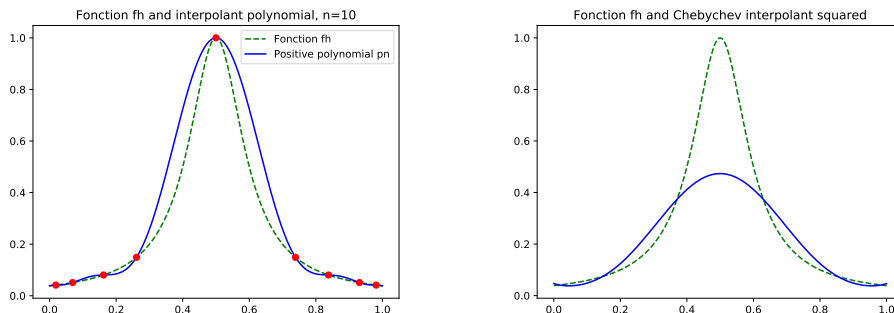 Fonction fh and interpolant polynomial, n=10
Fonction fh
Positive polynomial pn
1.0
0.8
0.6
0.4
0.2
0.0
0.0 0.2 0.4 0.6 0.8 1.0
Fonction fh and Chebychev interpolant squared
1.0
0.8
0.6
0.4
0.2
0.0
0.0 0.2 0.4 0.6 0.8 1.0